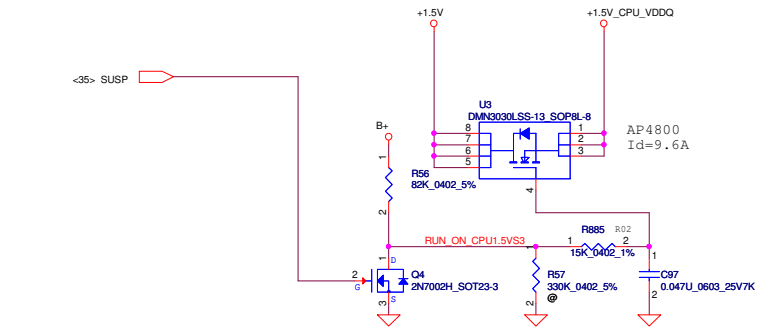 +1.5V
+1.5V_CPU_VDDQ
<35> SUSP
U3
DMN3030LSS-13_SOP8L-8
8
7
6
5
1
2
3
4
AP4800
Id=9.6A
B+
1
R56
82K_0402_5%
2
RUN_ON_CPU1.5VS3
1
R885
R02
2
15K_0402_1%
1
D
2
G
Q4
2N7002H_SOT23-3
S
3
1
R57
330K_0402_5%
@
2
1
C97
0.047U_0603_25V7K
2